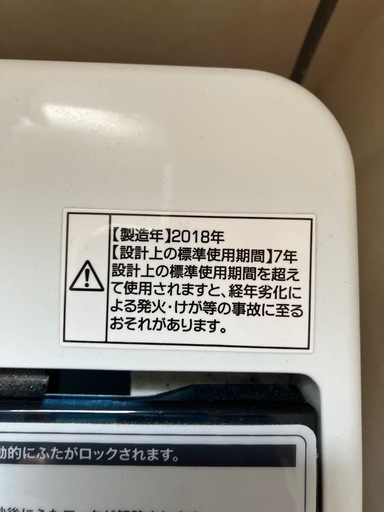 【製造年】2018年
【設計上の標準使用期間】7年
設計上の標準使用期間を超え
て使用されますと、経年劣化に
よる発火・けが等の事故に至る
おそれがあります。
動的にふたがロックされます。